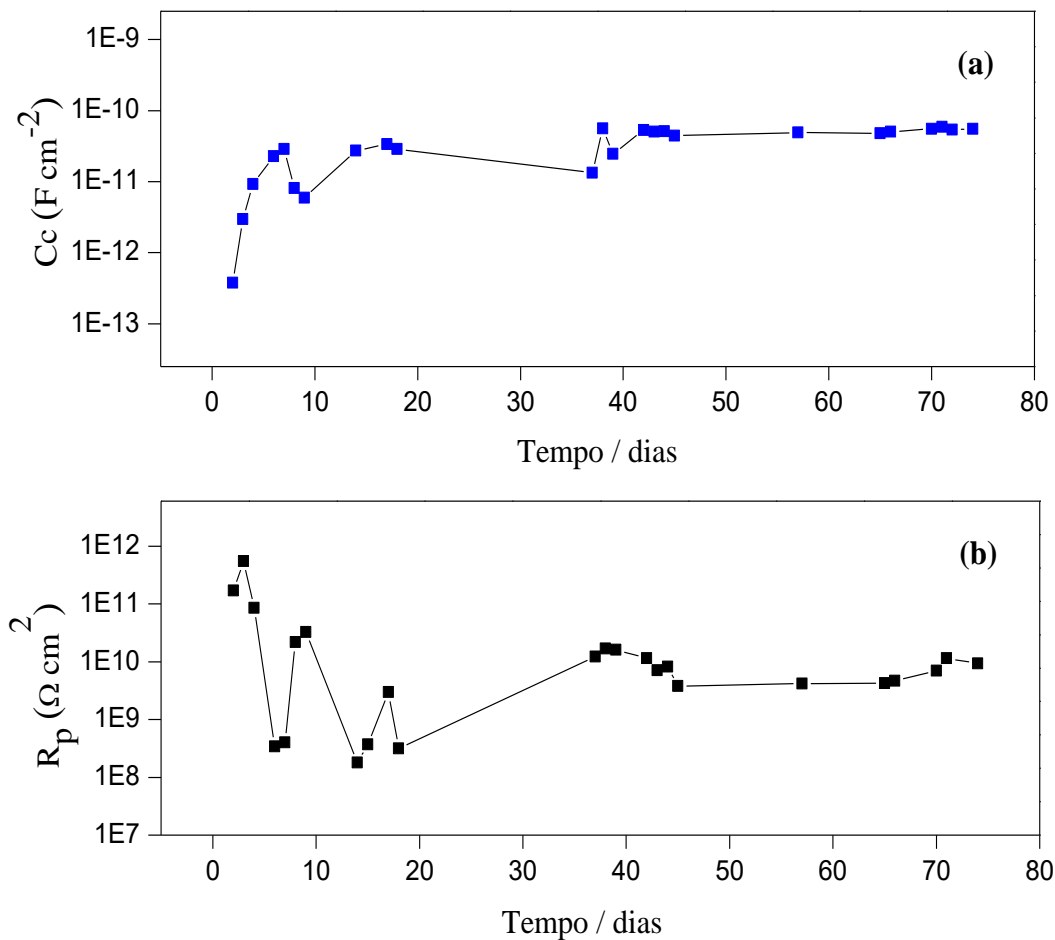 (a)
1E-9
1E-10
1E-11
1E-12
1E-13
Cc (F cm-2)
0 10 20 30 40 50 60 70 80
Tempo / dias
(b)
1E12
1E11
1E10
1E9
1E8
1E7
Rp (Ω cm2)
0 10 20 30 40 50 60 70 80
Tempo / dias